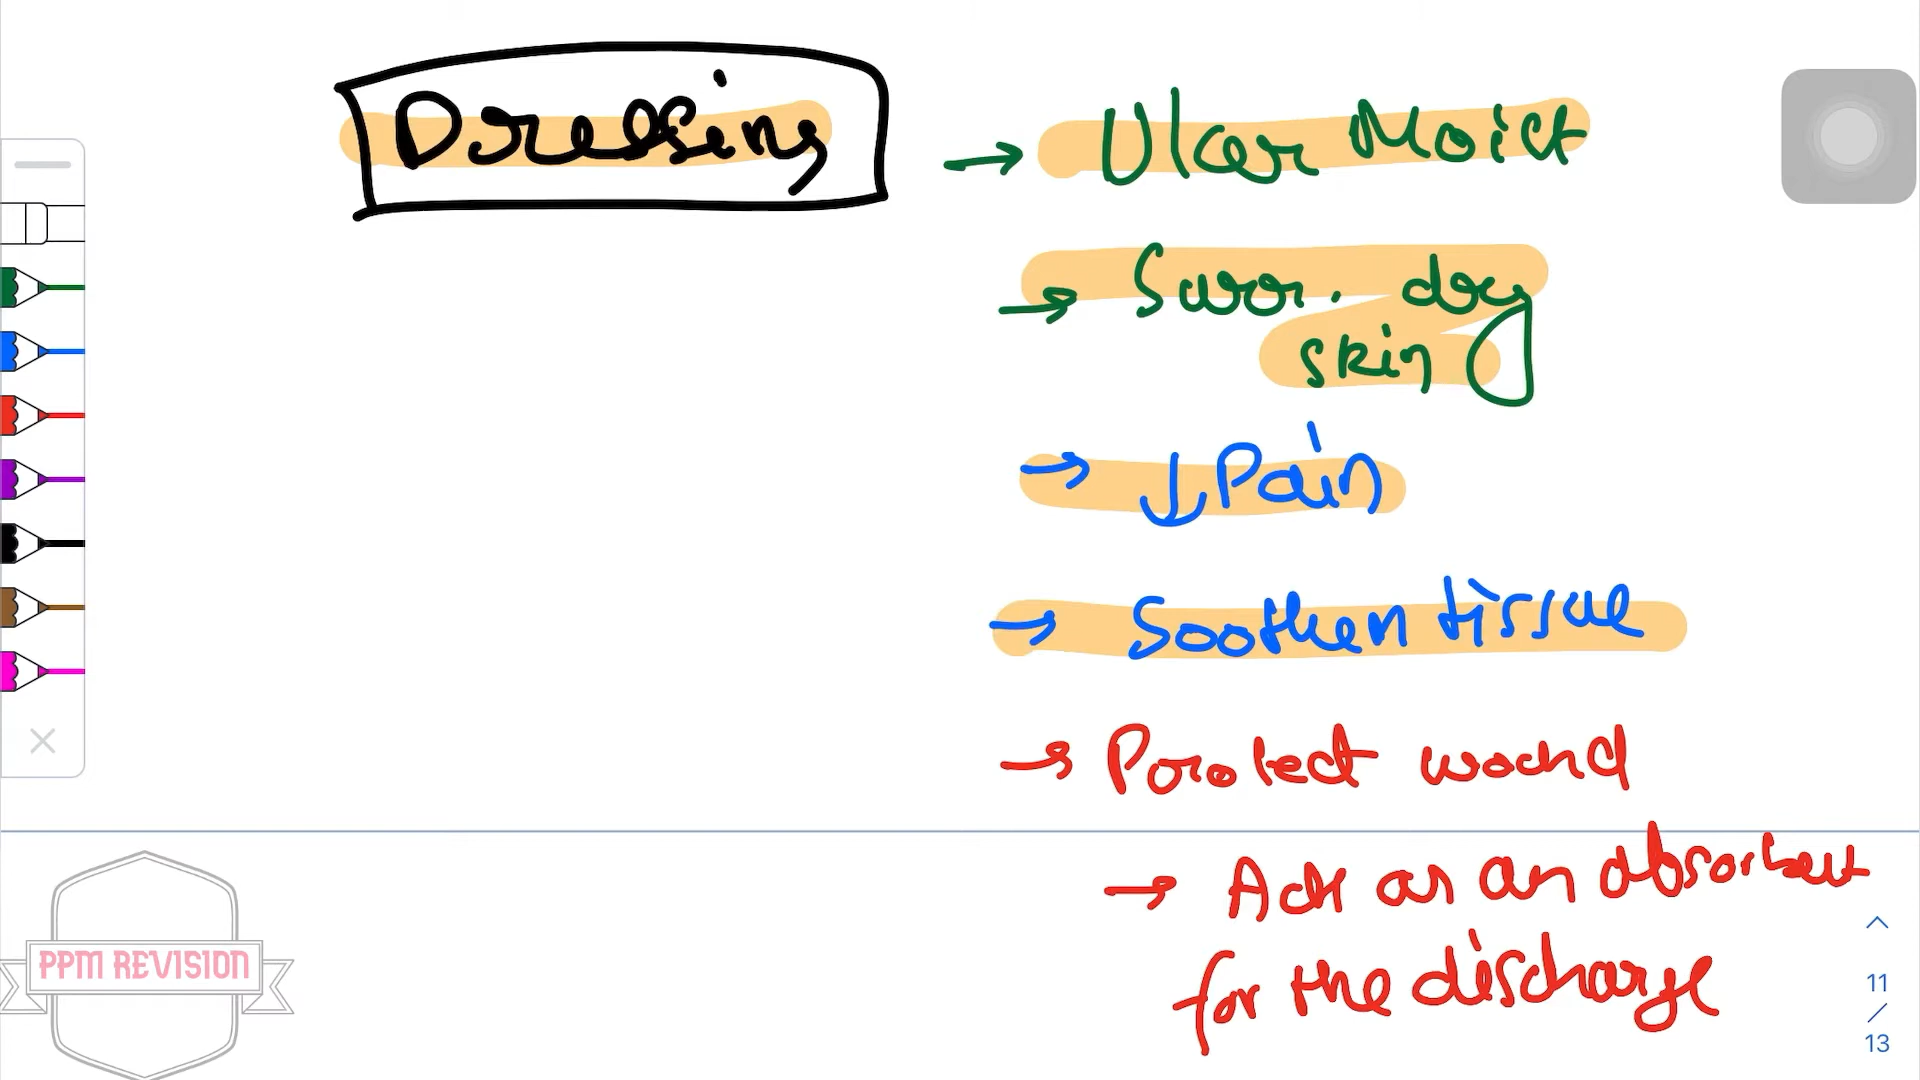 Dressing
→ Ulcer Moist
→ Surr. dry
skin
→ ↓ Pain
→ Soothen tissue
→ Protect wound
→ Act as an absorbent
for the discharge
PPM REVISION
11
/
13